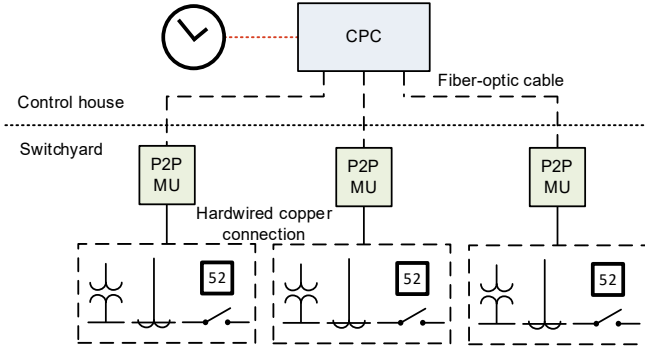 CPC
Fiber-optic cable
Control house
Switchyard
P2P
MU
P2P
MU
P2P
MU
Hardwired copper
connection
52
52
52